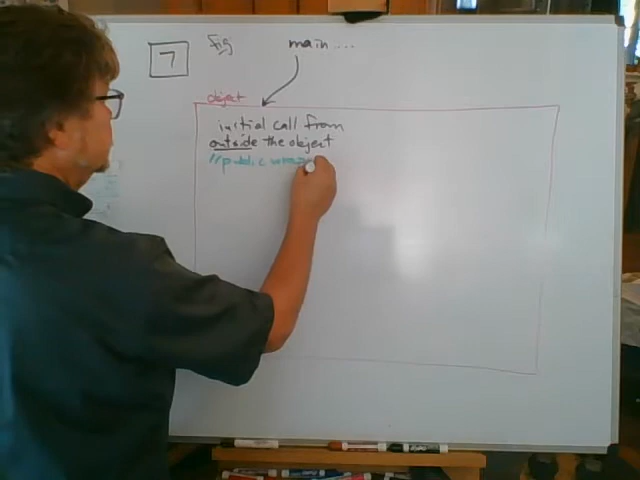 7
fig
main...
object
initial call from
outside the object
//public